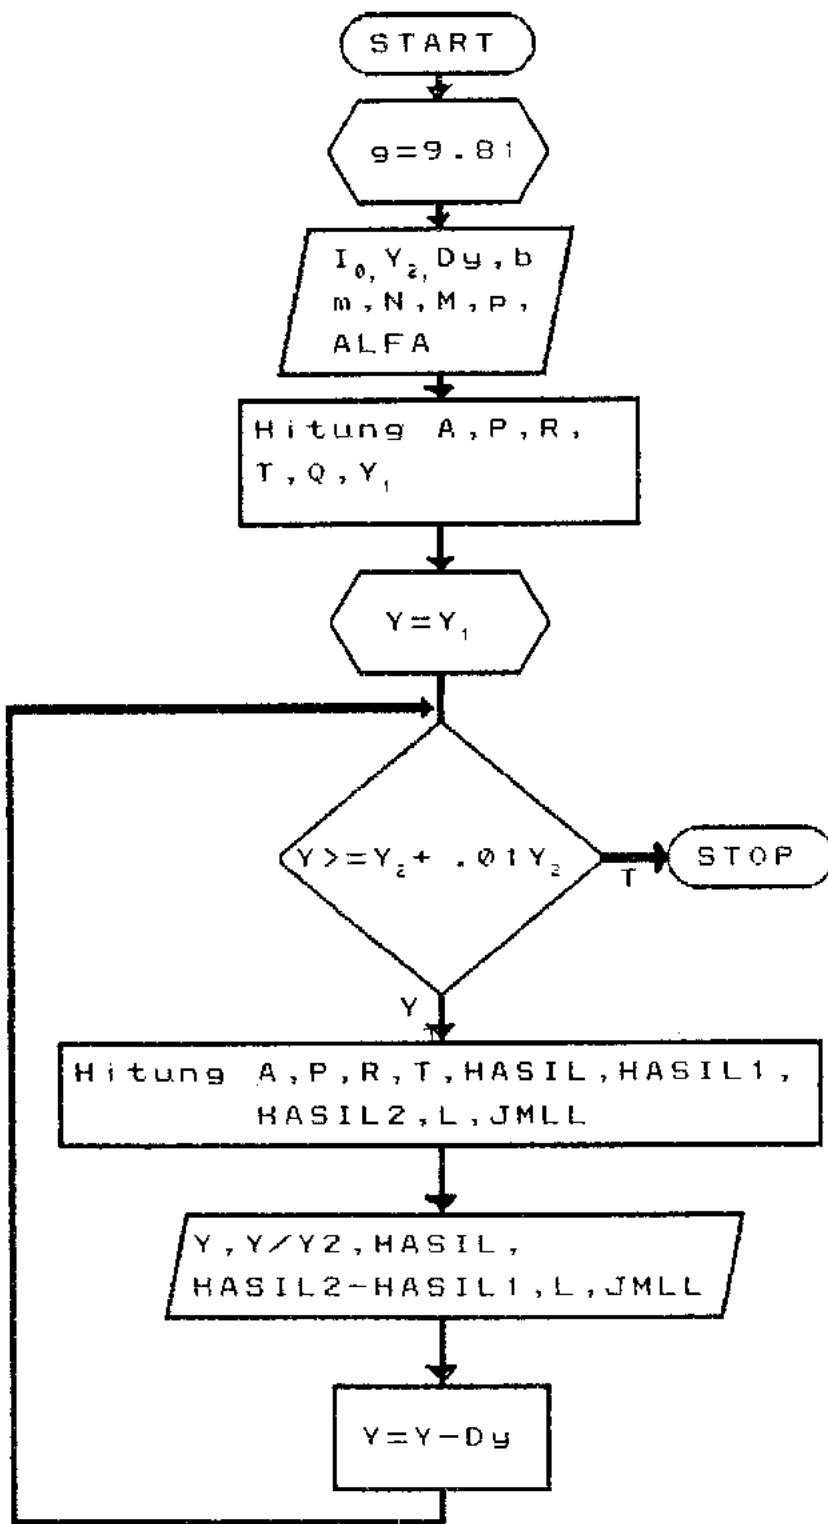 START
g=9.81
I₀,Y₂,Dy,b
m,N,M,p,
ALFA
Hitung A,P,R,
T,Q,Y₁
Y=Y₁
Y>=Y₂+ .01Y₂
T
STOP
Y
Hitung A,P,R,T,HASIL,HASIL1,
HASIL2,L,JMLL
Y,Y/Y2,HASIL,
HASIL2-HASIL1,L,JMLL
Y=Y-Dy